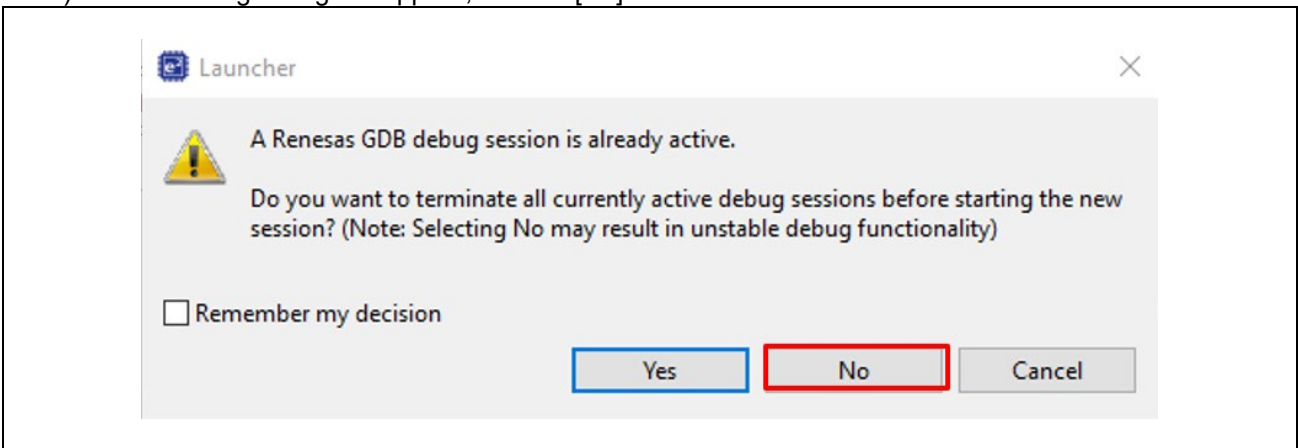 Launcher
A Renesas GDB debug session is already active.
Do you want to terminate all currently active debug sessions before starting the new
session? (Note: Selecting No may result in unstable debug functionality)
Remember my decision
Yes No Cancel